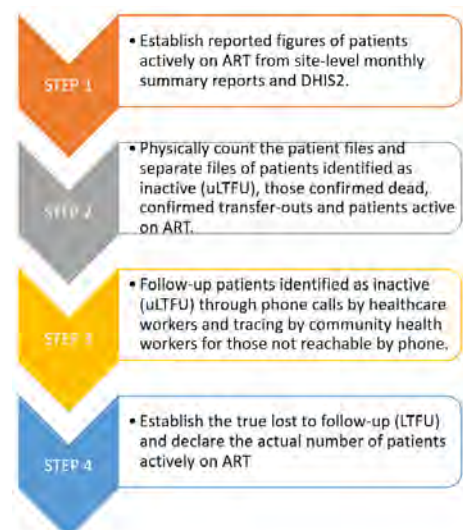 STEP 1
• Establish reported figures of patients
actively on ART from site-level monthly
summary reports and DHIS2.
STEP 2
• Physically count the patient files and
separate files of patients identified as
inactive (uLTFU), those confirmed dead,
confirmed transfer-outs and patients active
on ART.
STEP 3
• Follow-up patients identified as inactive
(uLTFU) through phone calls by healthcare
workers and tracing by community health
workers for those not reachable by phone.
STEP 4
• Establish the true lost to follow-up (LTFU)
and declare the actual number of patients
actively on ART